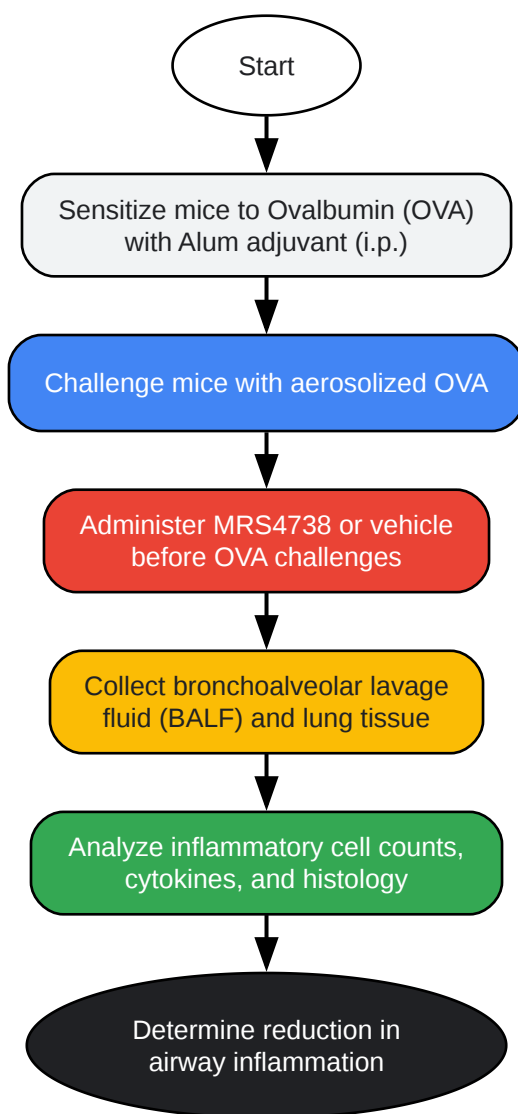 Start
Sensitize mice to Ovalbumin (OVA)
with Alum adjuvant (i.p.)
Challenge mice with aerosolized OVA
Administer MRS4738 or vehicle
before OVA challenges
Collect bronchoalveolar lavage
fluid (BALF) and lung tissue
Analyze inflammatory cell counts,
cytokines, and histology
Determine reduction in
airway inflammation